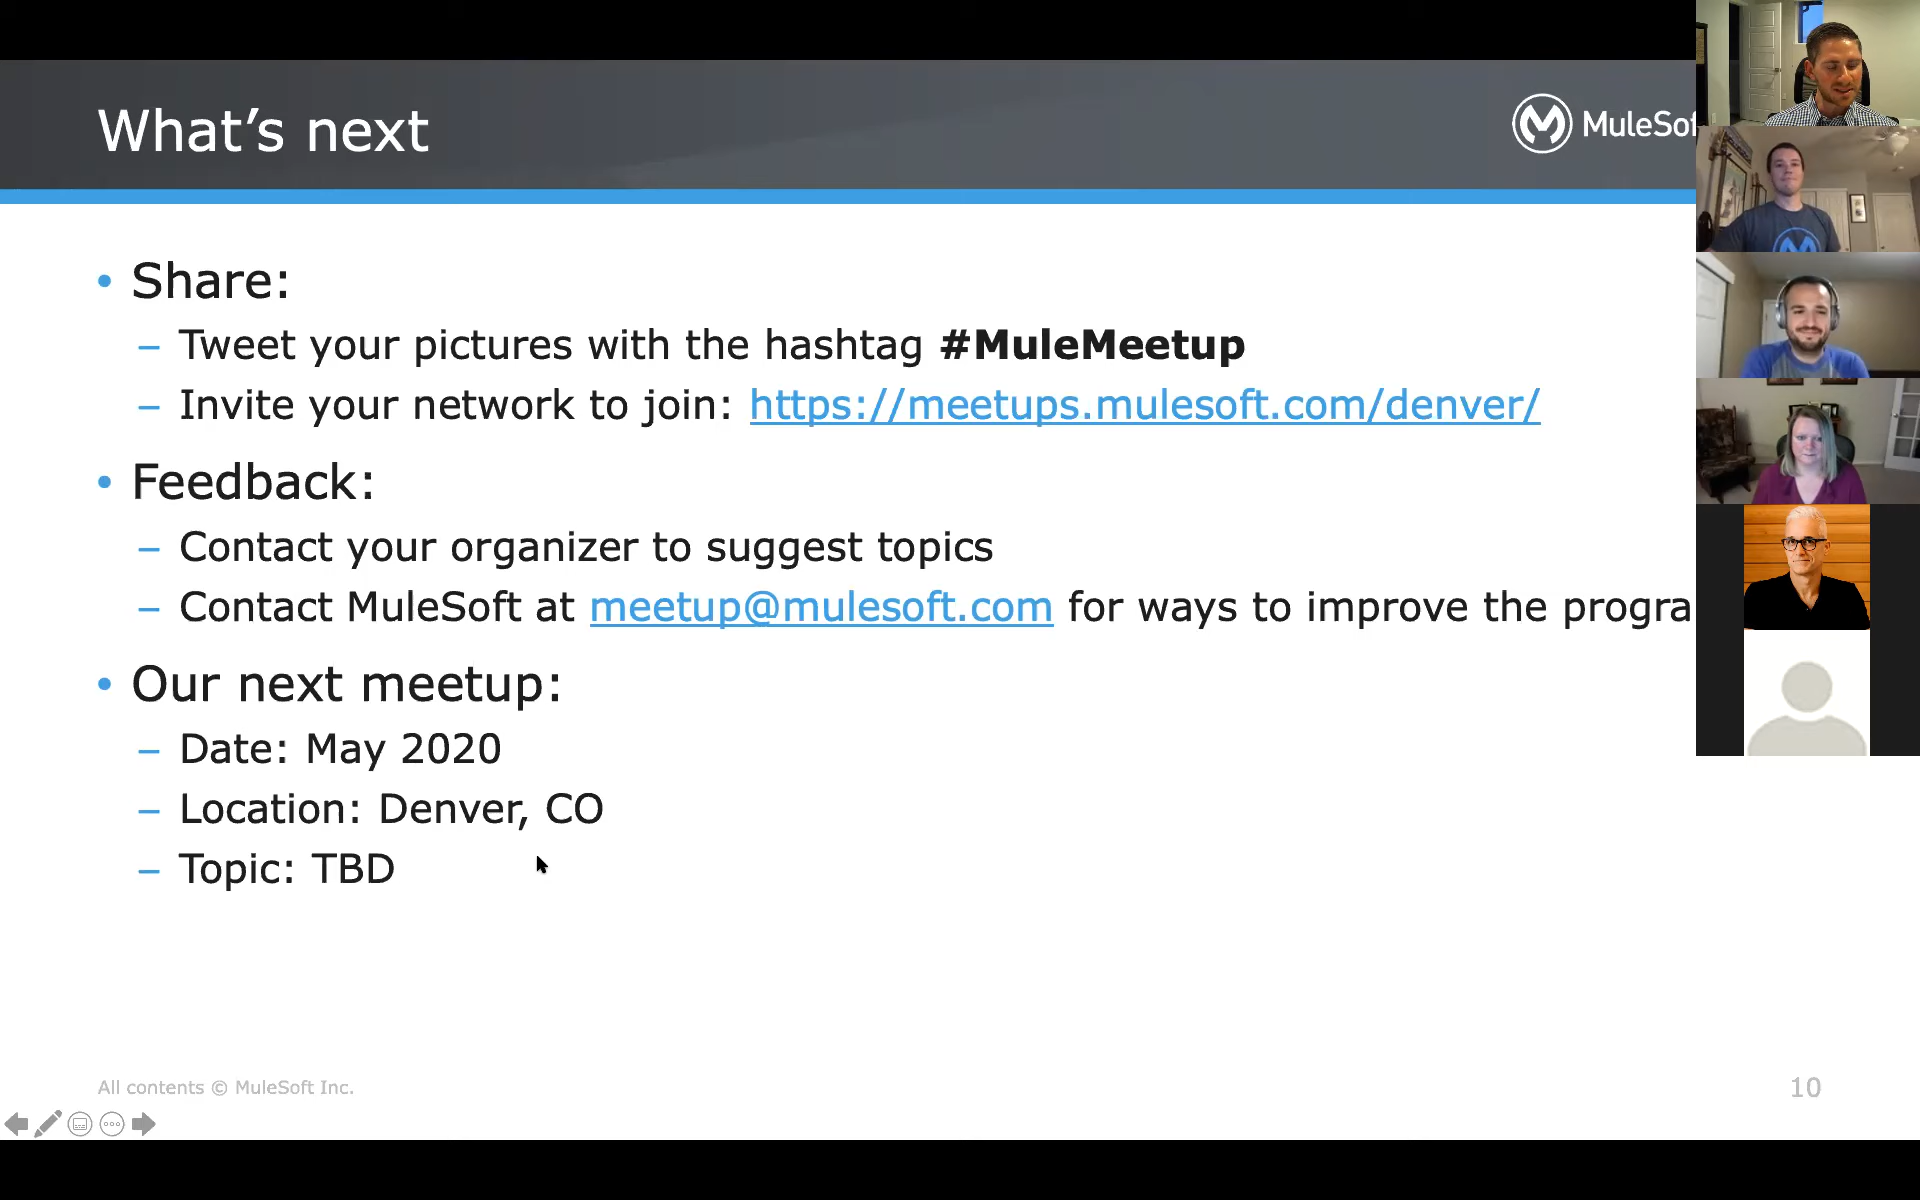 What's next
MuleSof
• Share:
– Tweet your pictures with the hashtag #MuleMeetup
– Invite your network to join: https://meetups.mulesoft.com/denver/
• Feedback:
– Contact your organizer to suggest topics
– Contact MuleSoft at meetup@mulesoft.com for ways to improve the progra
• Our next meetup:
– Date: May 2020
– Location: Denver, CO
– Topic: TBD
All contents © MuleSoft Inc.
10